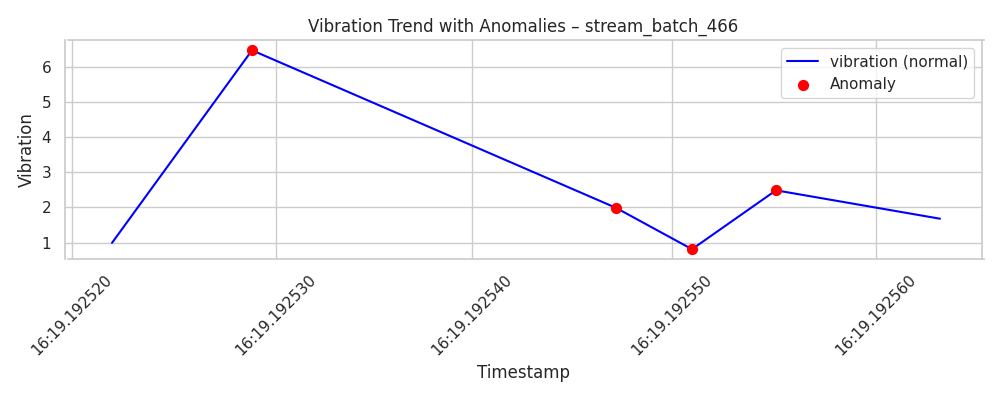 Vibration Trend with Anomalies – stream_batch_466
vibration (normal)
Anomaly
Vibration
6
5
4
3
2
1
16:19.192520
16:19.192530
16:19.192540
16:19.192550
16:19.192560
Timestamp